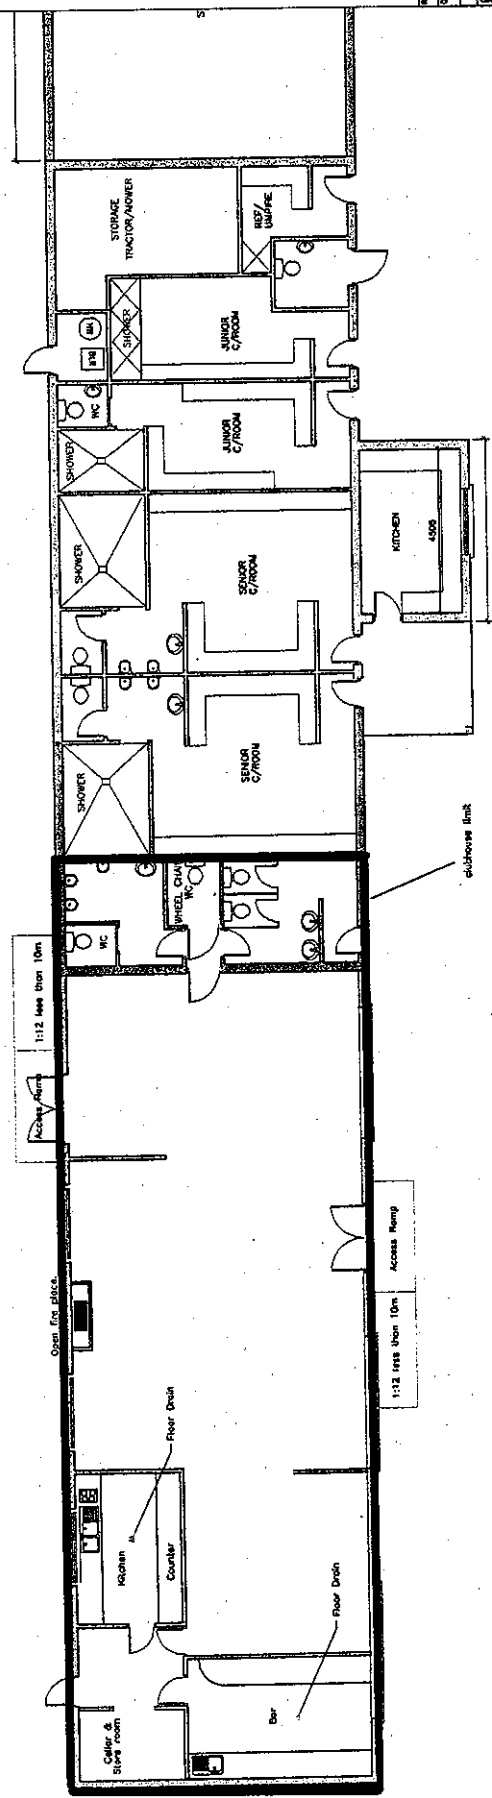 STORAGE
TRACTOR/MOWER
REF/
UMPIRE
SHOWER
JUNIOR
C/ROOM
WC
JUNIOR
C/ROOM
SHOWER
SHOWER
SENIOR
C/ROOM
KITCHEN
4505
SHOWER
SENIOR
C/ROOM
clubhouse limit
WHEEL CHAIR
WC
WC
1:12 less than 10m
Access Ramp
Open fire place.
Access Ramp
1:12 less than 10m
Floor Drain
Kitchen
Counter
Floor Drain
Bar
Cellar &
Store room